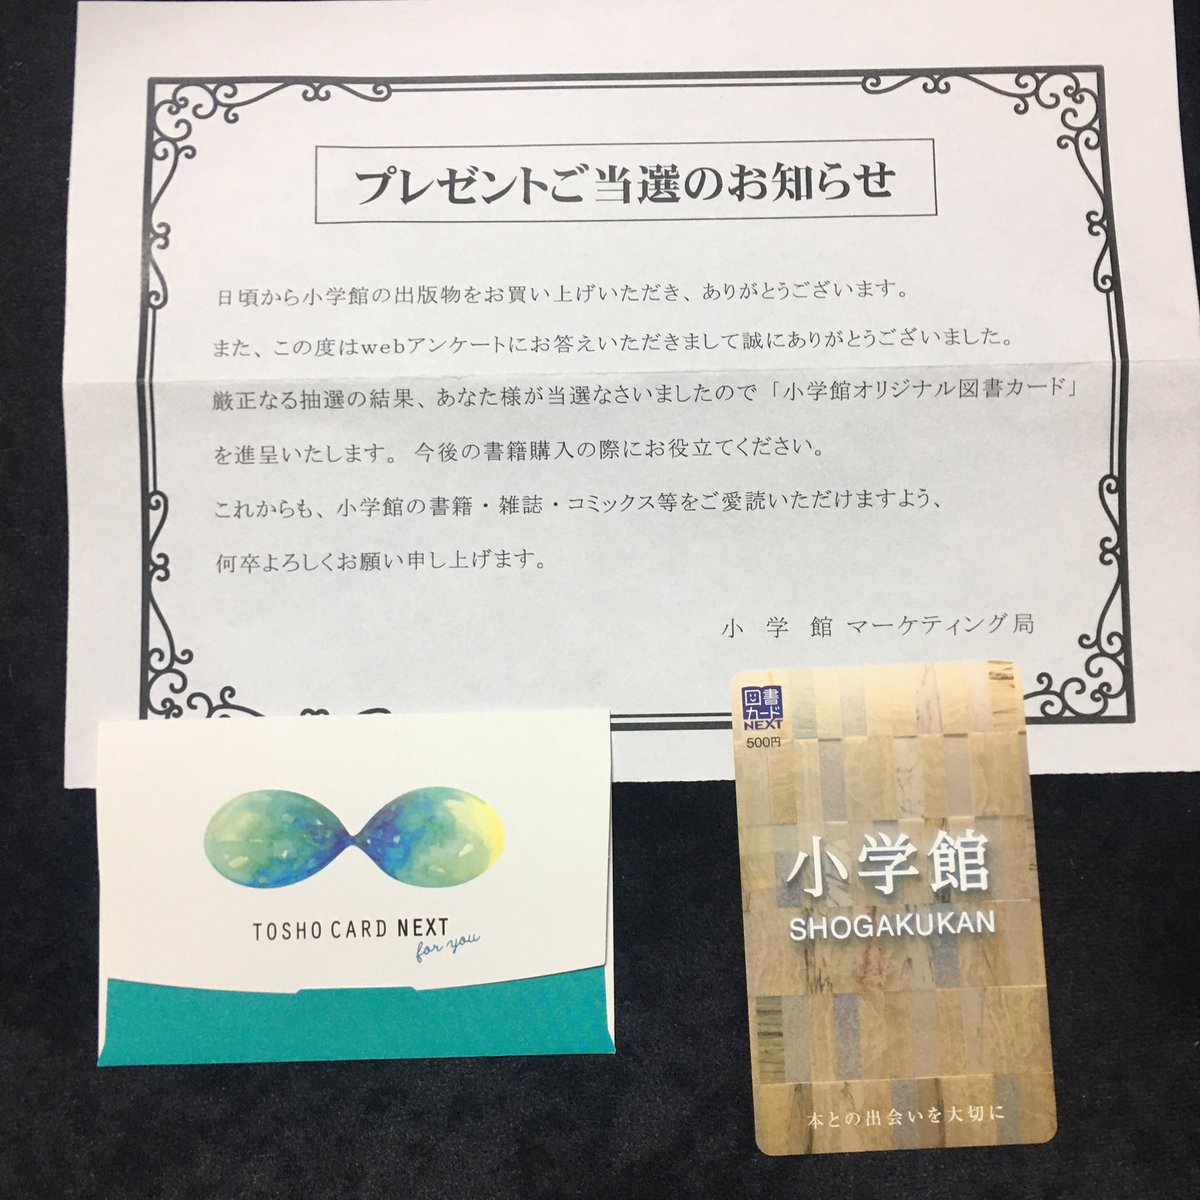 プレゼントご当選のお知らせ
日頃から小学館の出版物をお買い上げいただき、ありがとうございます。
また、この度はwebアンケートにお答えいただきまして誠にありがとうございました。
厳正なる抽選の結果、あなた様が当選なさいましたので「小学館オリジナル図書カード」
を進呈いたします。今後の書籍購入の際にお役立てください。
これからも、小学館の書籍・雑誌・コミックス等をご愛読いただけますよう、
何卒よろしくお願い申し上げます。
小 学 館 マーケティング局
TOSHO CARD NEXT
for you
図書
カード
NEXT
500円
小学館
SHOGAKUKAN
本との出会いを大切に